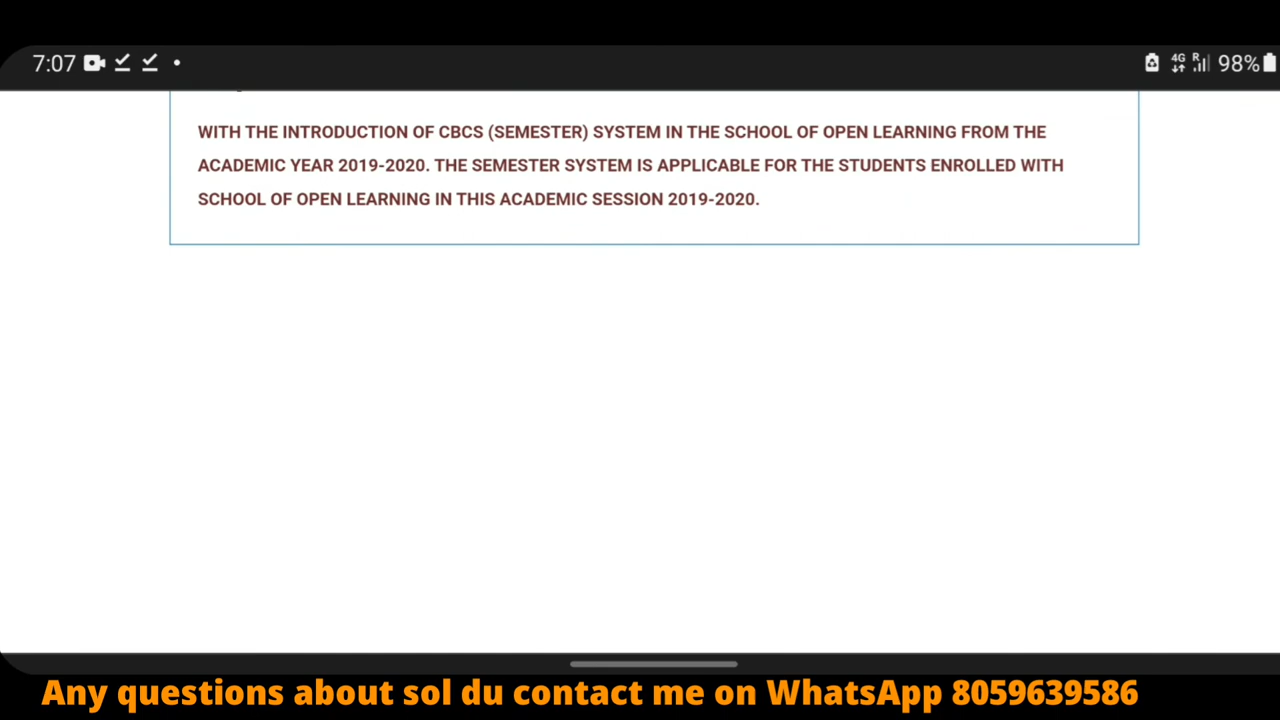 7:07
4G R 98%
WITH THE INTRODUCTION OF CBCS (SEMESTER) SYSTEM IN THE SCHOOL OF OPEN LEARNING FROM THE
ACADEMIC YEAR 2019-2020. THE SEMESTER SYSTEM IS APPLICABLE FOR THE STUDENTS ENROLLED WITH
SCHOOL OF OPEN LEARNING IN THIS ACADEMIC SESSION 2019-2020.
Any questions about sol du contact me on WhatsApp 8059639586